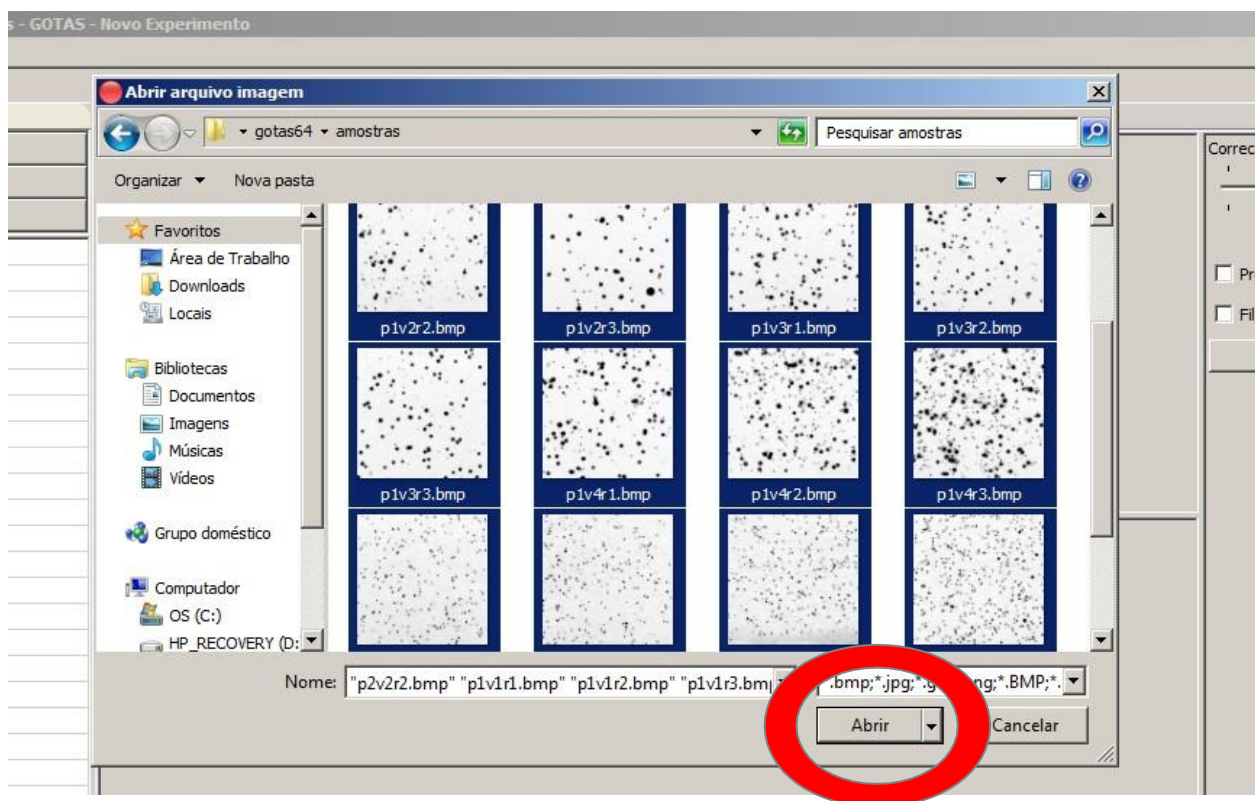 s - GOTAS - Novo Experimento
Abrir arquivo imagem
gotas64 amostras
Pesquisar amostras
Organizar Nova pasta
Favoritos
Área de Trabalho
Downloads
Locais
Bibliotecas
Documentos
Imagens
Músicas
Vídeos
Grupo doméstico
Computador
OS (C:)
HP_RECOVERY (D:
p1v2r2.bmp p1v2r3.bmp p1v3r1.bmp p1v3r2.bmp
p1v3r3.bmp p1v4r1.bmp p1v4r2.bmp p1v4r3.bmp
Nome: "p2v2r2.bmp" "p1v1r1.bmp" "p1v1r2.bmp" "p1v1r3.bmp
.bmp;*.jpg;*.g ng;*.BMP;*.
Abrir Cancelar
Correc
Pr
Fil